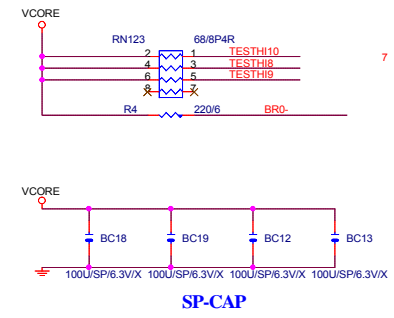 VCORE
RN123 68/8P4R
2 1 TESTHI10
4 3 TESTHI8 7
6 5 TESTHI9
8 7
R4 220/6 BR0-
VCORE
BC18 BC19 BC12 BC13
100U/SP/6.3V/X 100U/SP/6.3V/X 100U/SP/6.3V/X 100U/SP/6.3V/X
SP-CAP